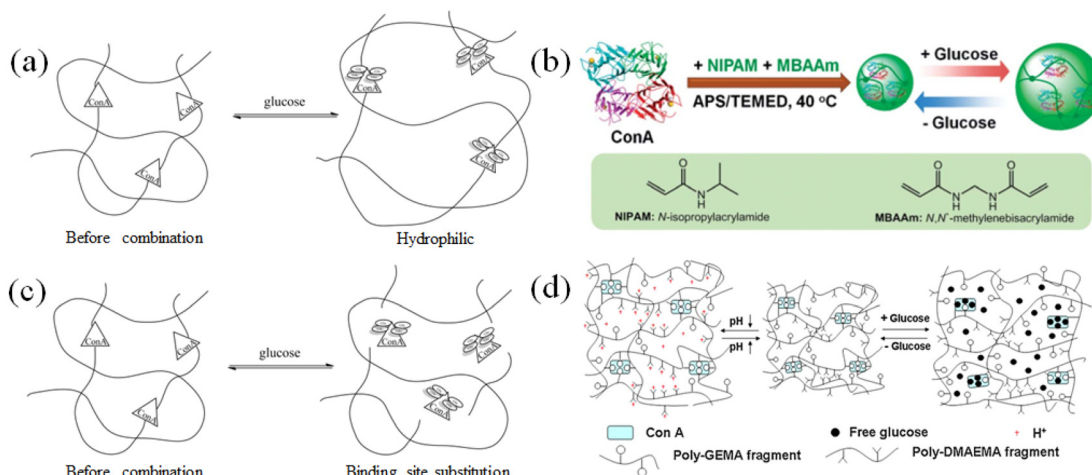 (a)
ConA
ConA
ConA
glucose
ConA
ConA
ConA
Before combination
Hydrophilic
(b)
ConA
+ NIPAM + MBAAm
APS/TEMED, 40 °C
+ Glucose
- Glucose
O
N
H
NIPAM: N-isopropylacrylamide
O
O
N
H
N
H
MBAAm: N,N'-methylenebisacrylamide
(c)
ConA
ConA
ConA
glucose
ConA
ConA
ConA
Before combination
Binding site substitution
(d)
pH ↓
pH ↑
+ Glucose
- Glucose
Con A
Free glucose
H+
Poly-GEMA fragment
Poly-DMAEMA fragment